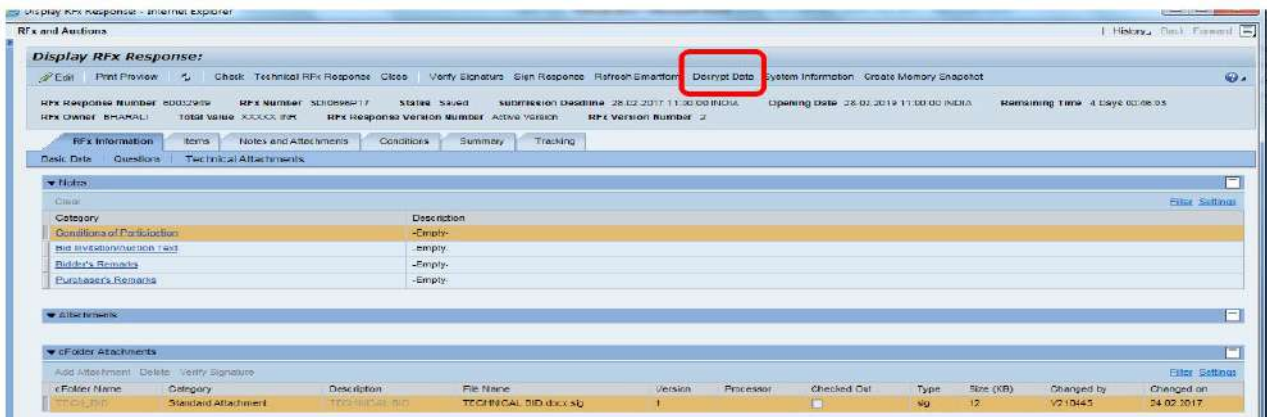 Display RFx Response: - Internet Explorer
RFx and Auctions
History Back Forward
Display RFx Response:
Edit Print Preview Check Technical RFx Response Close Verify Signature Sign Response Refresh Smartform Decrypt Data System Information Create Memory Snapshot
RFx Response Number RFx Number Status Saved Submission Deadline 28.02.2017 11:00:00 INDIA Opening Date 28.02.2019 11:00:00 INDIA Remaining Time 4 Days
RFx Owner BHARALI Total Value XXXXX INR RFx Response Version Number Active Version RFx Version Number 2
RFx Information Items Notes and Attachments Conditions Summary Tracking
Basic Data Questions Technical Attachments
Notes
Clear Filter Settings
Category Description
Conditions of Participation -Empty-
Bid Invitation/Auction Text -Empty-
Bidder's Remarks -Empty-
Purchaser's Remarks -Empty-
Attachments
cFolder Attachments
Add Attachment Delete Verify Signature Filter Settings
cFolder Name Category Description File Name Version Processor Checked Out Type Size (KB) Changed by Changed on
TECH_BID Standard Attachment TECHNICAL BID TECHNICAL BID.docx.sig 1 sig 12 V210445 24.02.2017